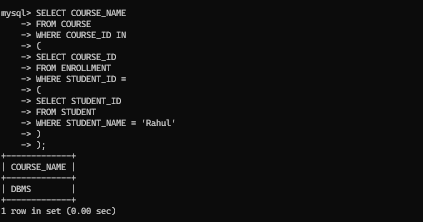 mysql> SELECT COURSE_NAME
    -> FROM COURSE
    -> WHERE COURSE_ID IN
    -> (
    -> SELECT COURSE_ID
    -> FROM ENROLLMENT
    -> WHERE STUDENT_ID =
    -> (
    -> SELECT STUDENT_ID
    -> FROM STUDENT
    -> WHERE STUDENT_NAME = 'Rahul'
    -> )
    -> );
+-------------+
| COURSE_NAME |
+-------------+
| DBMS        |
+-------------+
1 row in set (0.00 sec)